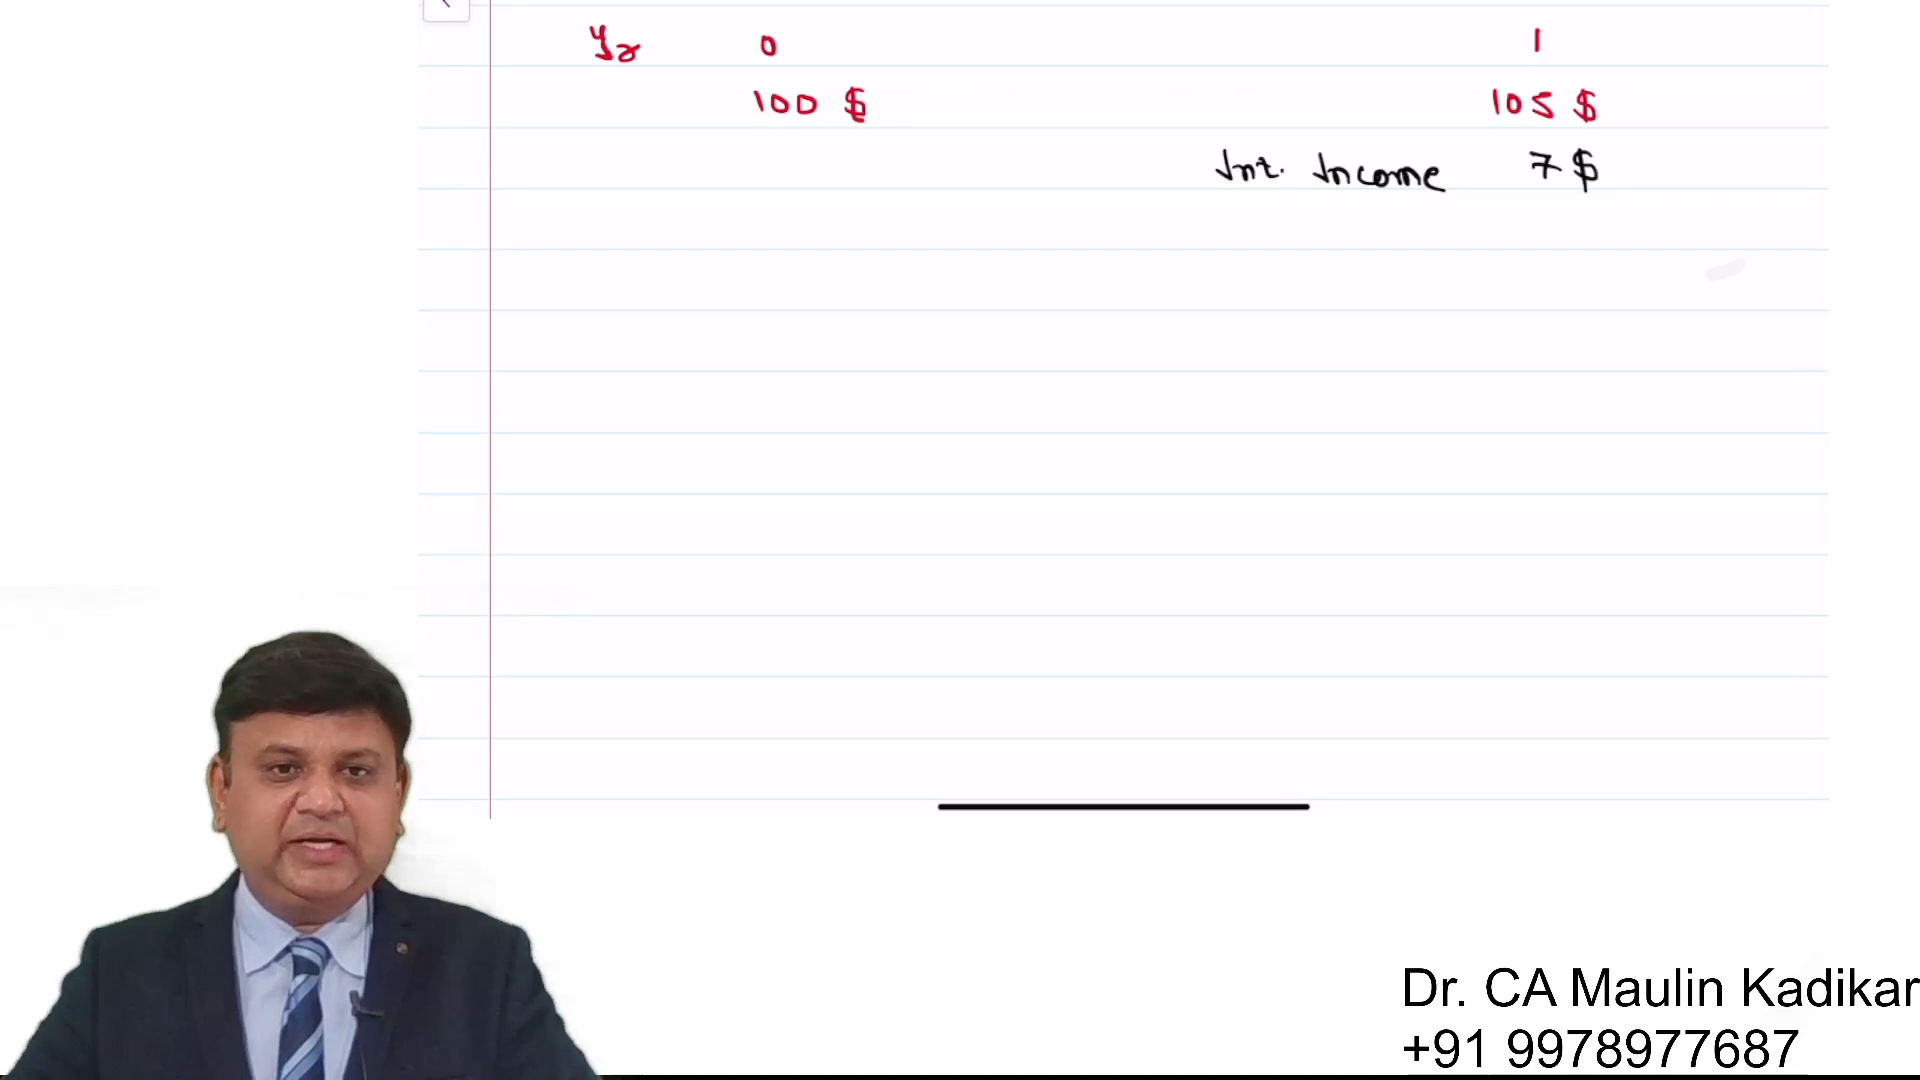 Yr 0 1
100 $ 105 $
Int. Income 7 $
Dr. CA Maulin Kadikar
+91 9978977687